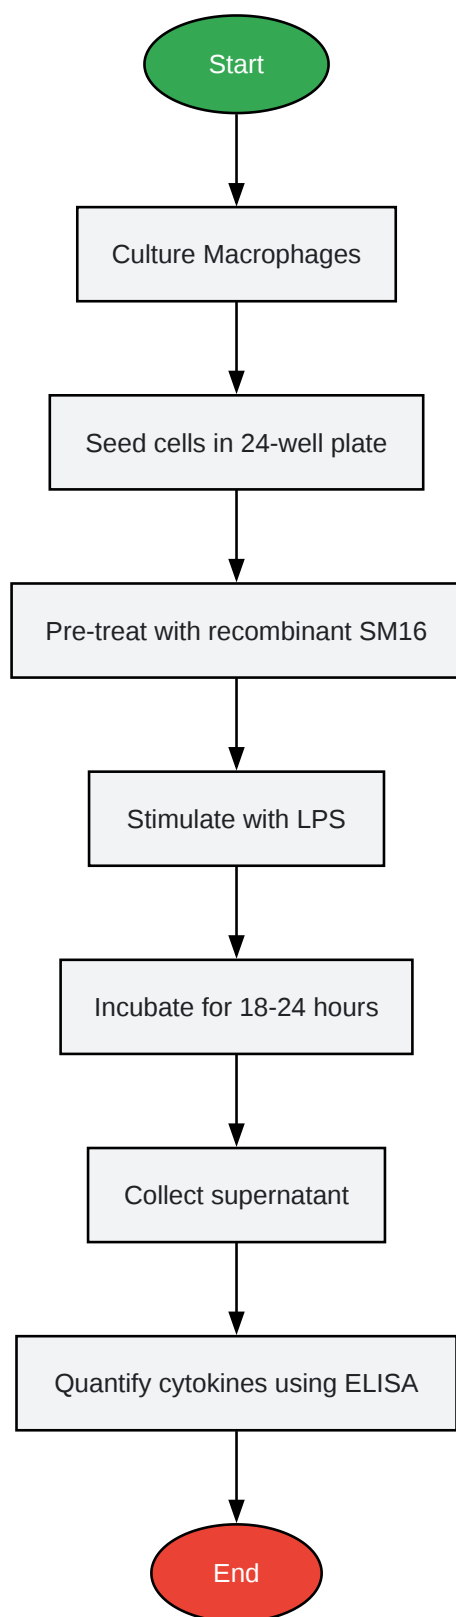 Start
Culture Macrophages
Seed cells in 24-well plate
Pre-treat with recombinant SM16
Stimulate with LPS
Incubate for 18-24 hours
Collect supernatant
Quantify cytokines using ELISA
End